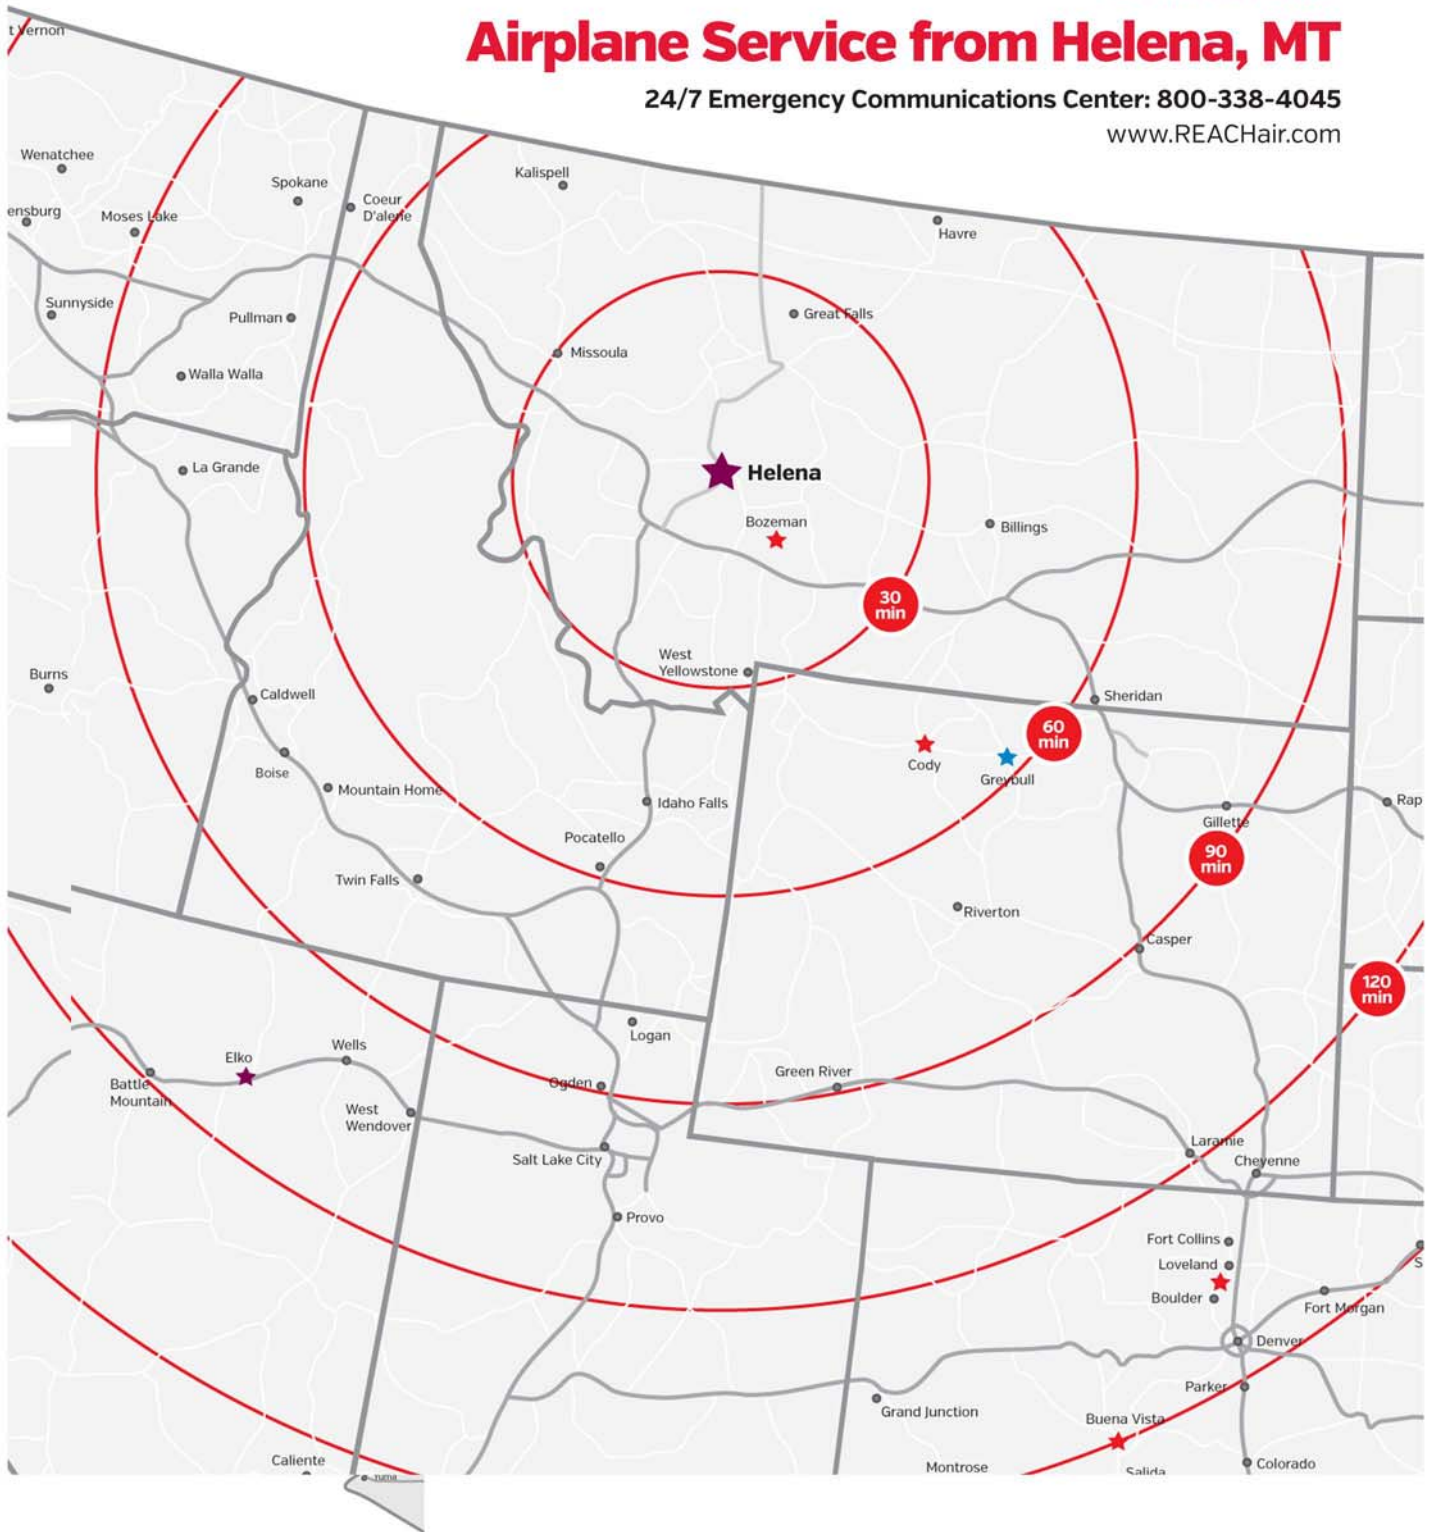 Airplane Service from Helena, MT
24/7 Emergency Communications Center: 800-338-4045
www.REACHair.com
t Vernon
Wenatchee
Spokane
Coeur
D'alene
Kalispell
ensburg
Moses Lake
Havre
Sunnyside
Pullman
Great Falls
Missoula
Walla Walla
La Grande
Helena
Bozeman
Billings
30
min
West
Yellowstone
Burns
Caldwell
Sheridan
60
min
Cody
Greybull
Boise
Mountain Home
Idaho Falls
Rap
Gillette
Pocatello
90
min
Twin Falls
Riverton
Casper
120
min
Logan
Elko
Wells
Battle
Mountain
Ogden
Green River
West
Wendover
Salt Lake City
Laramie
Cheyenne
Provo
Fort Collins
Loveland
S
Boulder
Fort Morgan
Denver
Parker
Grand Junction
Buena Vista
Caliente
Montrose
Salida
Colorado
Yuma